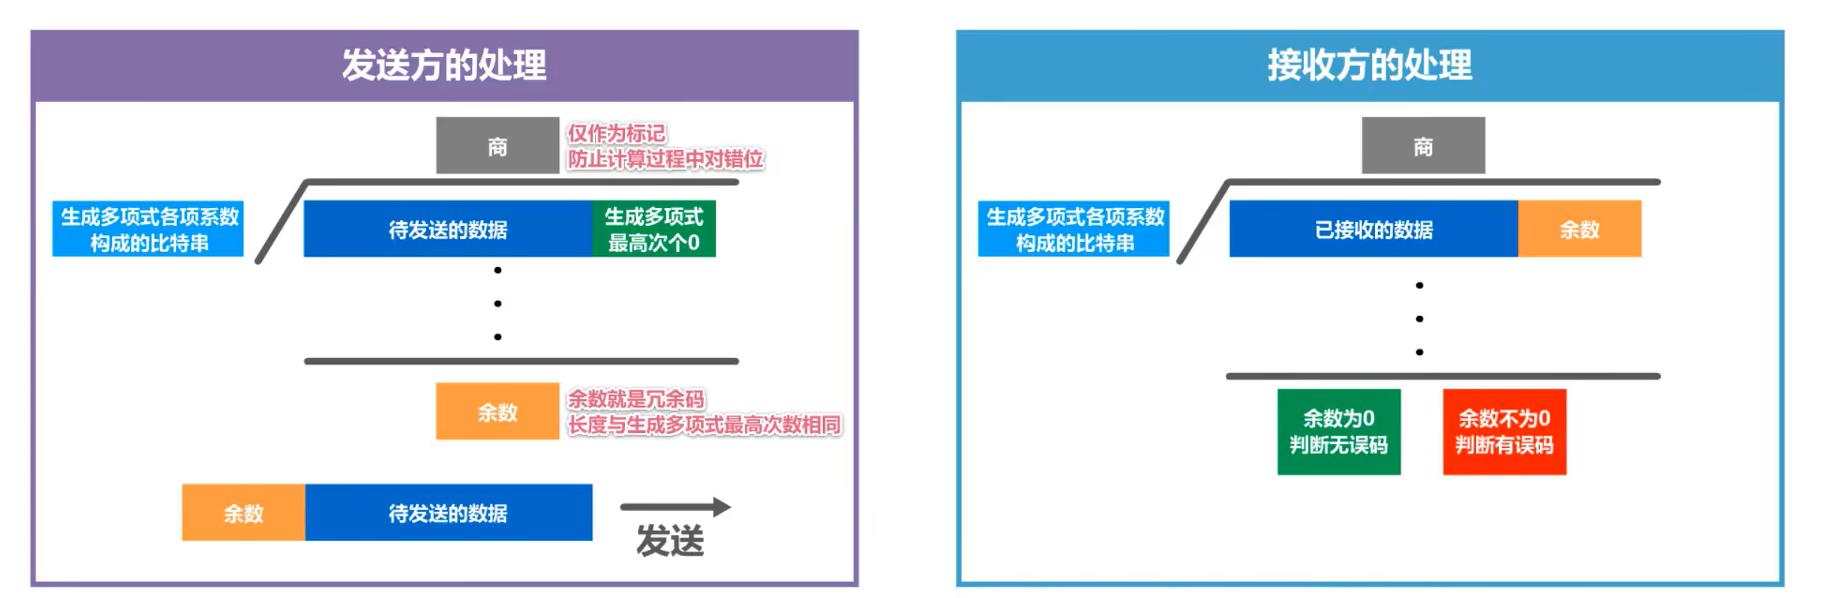 发送方的处理
商
仅作为标记
防止计算过程中对错位
生成多项式各项系数
构成的比特串
待发送的数据
生成多项式
最高次个0
余数
余数就是冗余码
长度与生成多项式最高次数相同
余数
待发送的数据
发送
接收方的处理
商
生成多项式各项系数
构成的比特串
已接收的数据
余数
余数为0
判断无误码
余数不为0
判断有误码